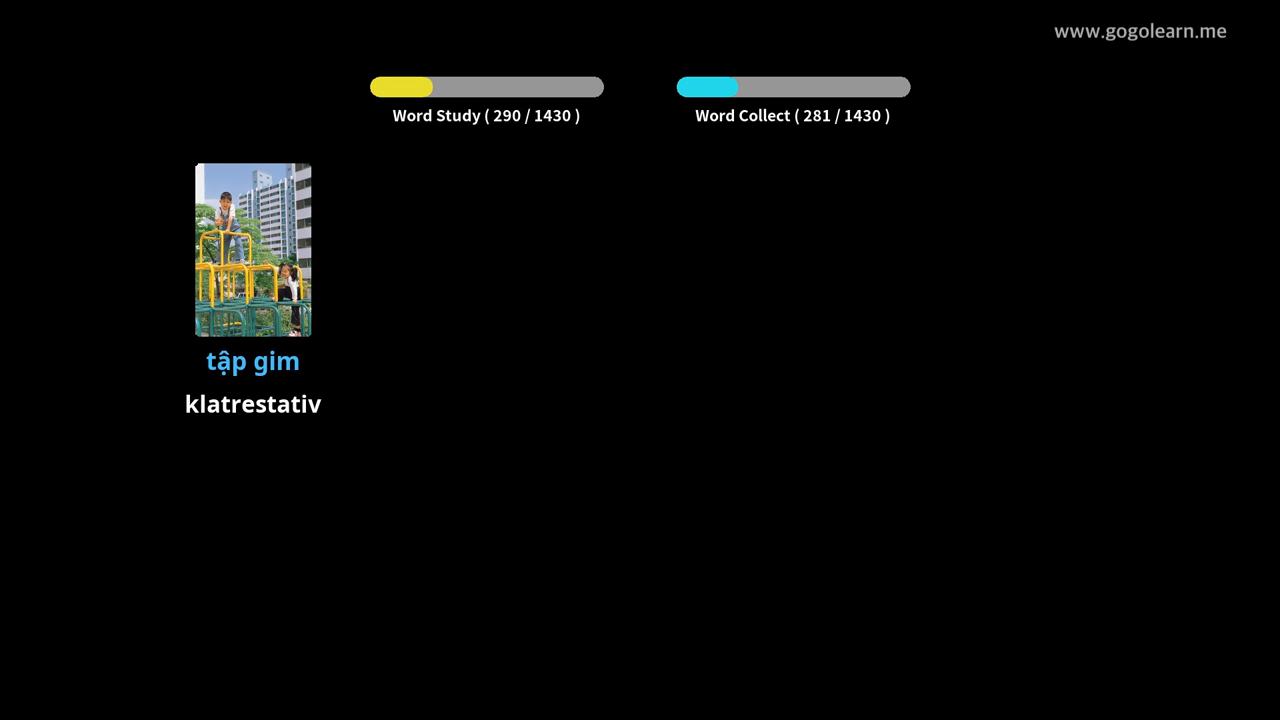 www.gogolearn.me
Word Study ( 290 / 1430 )
Word Collect ( 281 / 1430 )
tập gim
klatrestativ